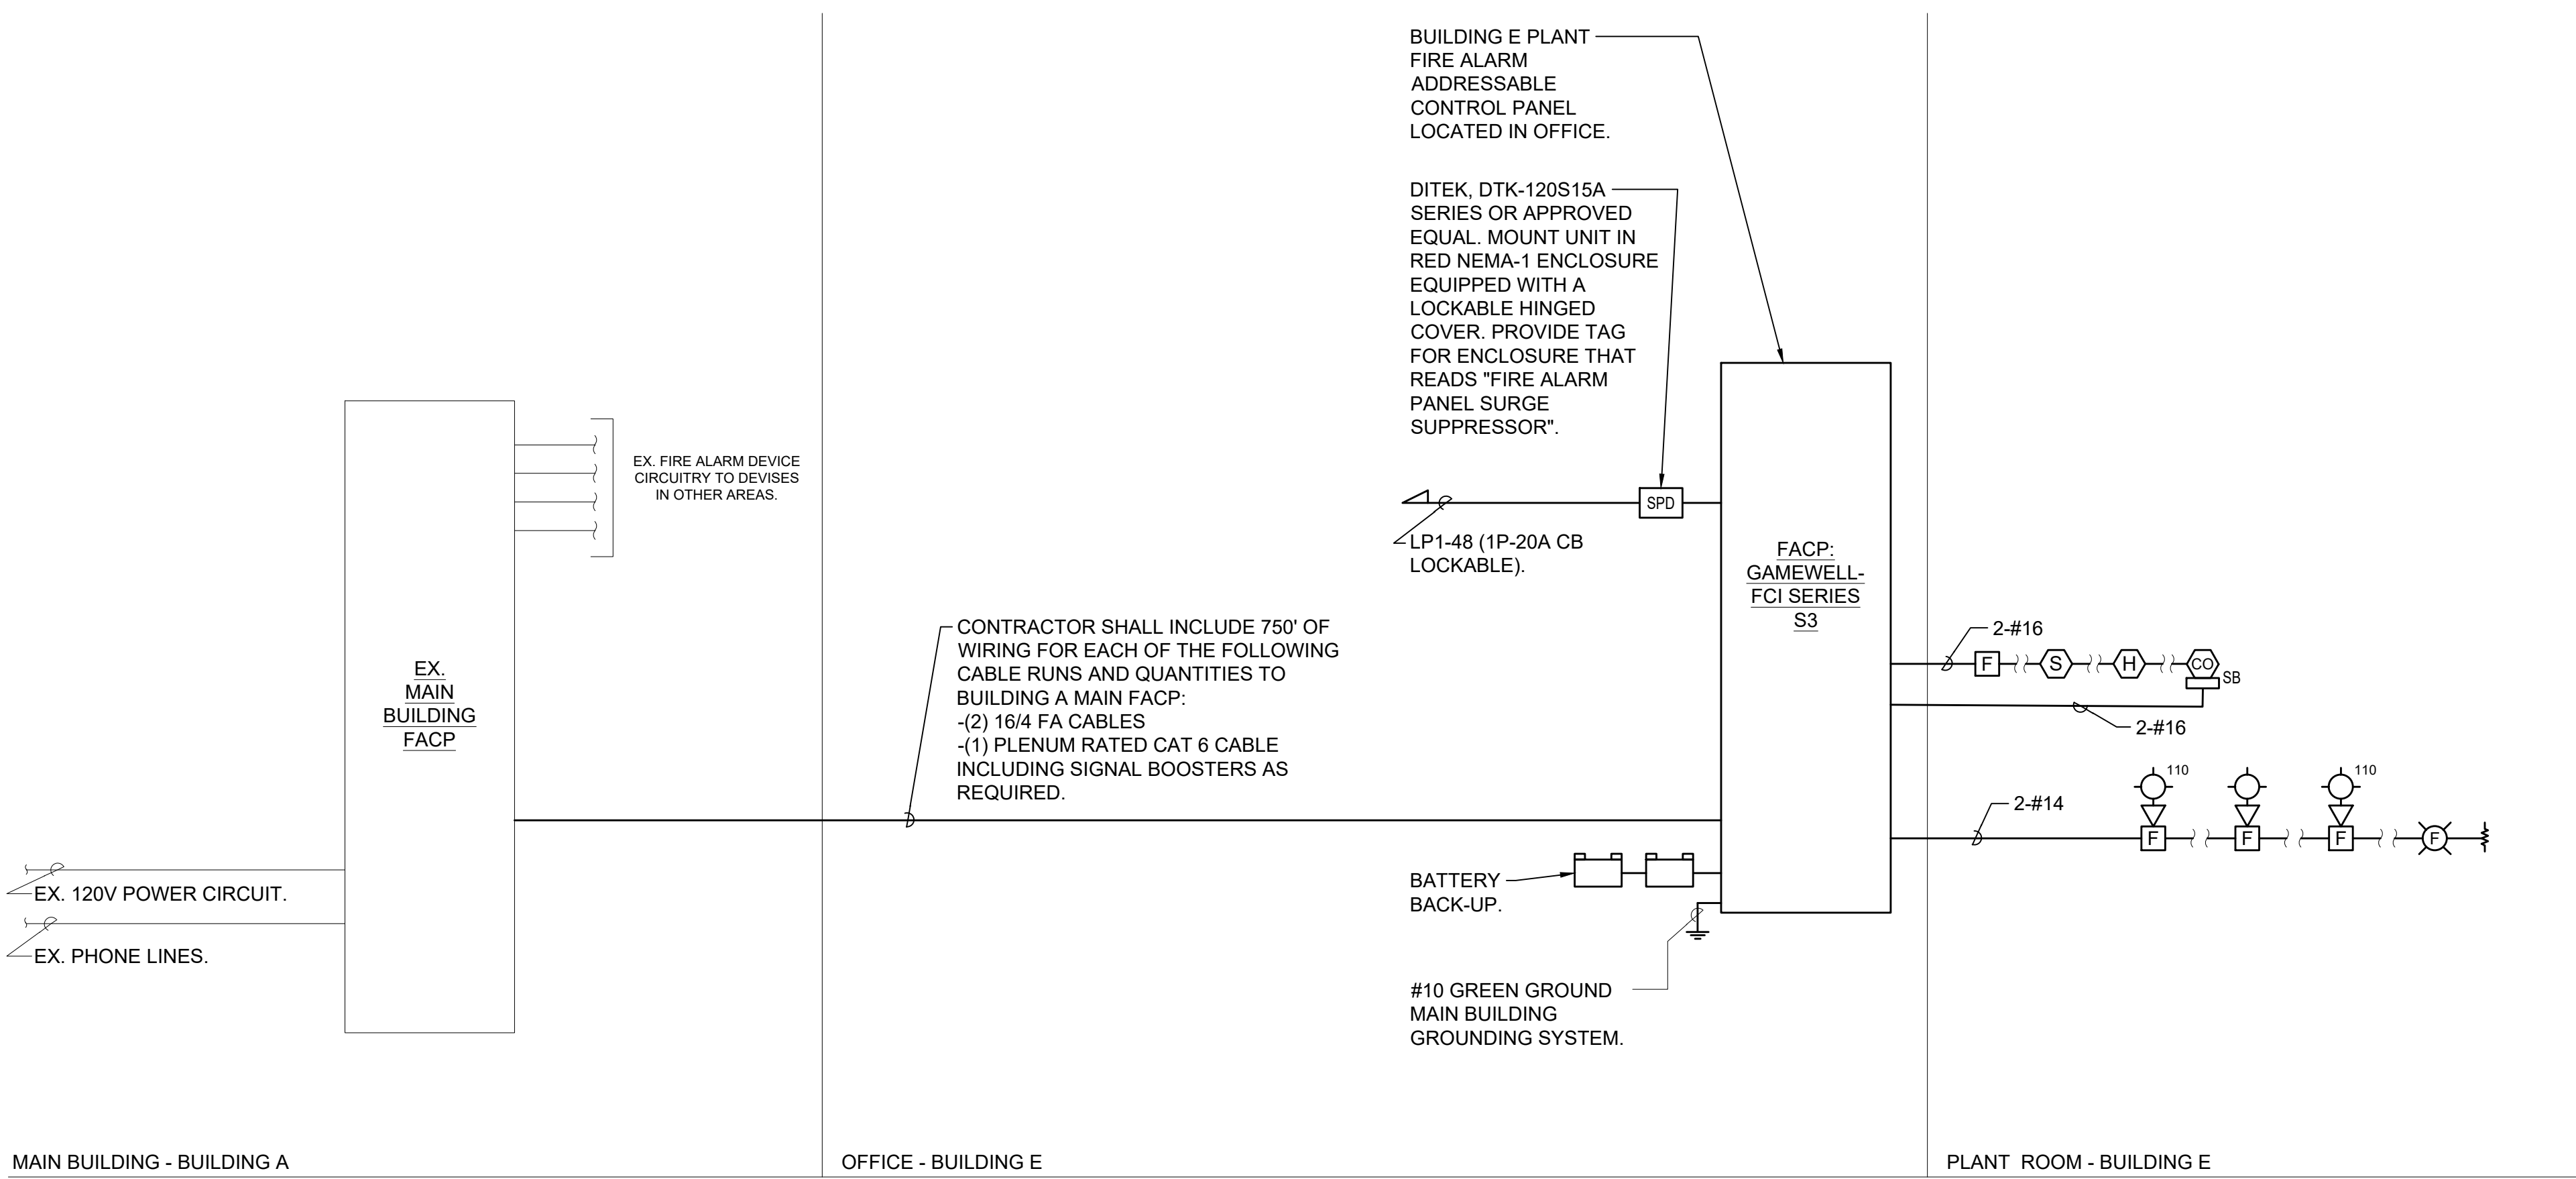 BUILDING E PLANT
FIRE ALARM
ADDRESSABLE
CONTROL PANEL
LOCATED IN OFFICE.
DITEK, DTK-120S15A
SERIES OR APPROVED
EQUAL. MOUNT UNIT IN
RED NEMA-1 ENCLOSURE
EQUIPPED WITH A
LOCKABLE HINGED
COVER. PROVIDE TAG
FOR ENCLOSURE THAT
READS "FIRE ALARM
PANEL SURGE
SUPPRESSOR".
EX. FIRE ALARM DEVICE
CIRCUITRY TO DEVISES
IN OTHER AREAS.
SPD
LP1-48 (1P-20A CB
LOCKABLE).
FACP:
GAMEWELL-
FCI SERIES
S3
EX.
MAIN
BUILDING
FACP
CONTRACTOR SHALL INCLUDE 750' OF
WIRING FOR EACH OF THE FOLLOWING
CABLE RUNS AND QUANTITIES TO
BUILDING A MAIN FACP:
-(2) 16/4 FA CABLES
-(1) PLENUM RATED CAT 6 CABLE
INCLUDING SIGNAL BOOSTERS AS
REQUIRED.
2-#16
F S H CO
SB
2-#16
110 110
2-#14
F F F F
EX. 120V POWER CIRCUIT.
EX. PHONE LINES.
BATTERY
BACK-UP.
#10 GREEN GROUND
MAIN BUILDING
GROUNDING SYSTEM.
MAIN BUILDING - BUILDING A
OFFICE - BUILDING E
PLANT ROOM - BUILDING E